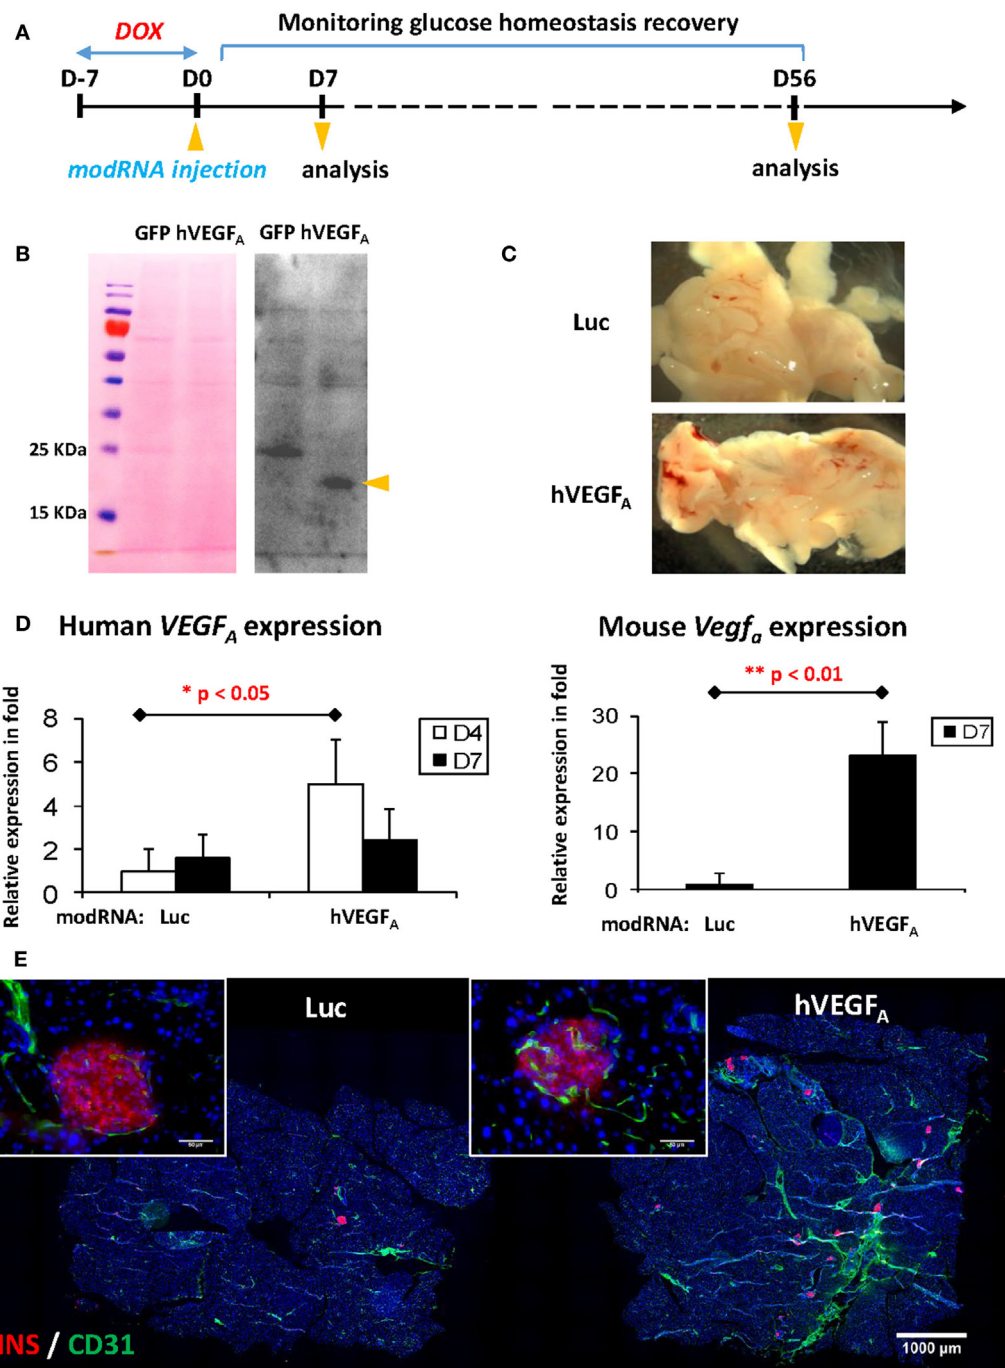 A
DOX
Monitoring glucose homeostasis recovery
D-7
D0
D7
D56
modRNA injection
analysis
analysis
B
GFP hVEGFA
GFP hVEGFA
25 KDa
15 KDa
C
Luc
hVEGFA
D
Human VEGFA expression
Relative expression in fold
* p < 0.05
8
6
4
2
0
D4
D7
modRNA: Luc
hVEGFA
Mouse Vegfa expression
Relative expression in fold
** p < 0.01
30
20
10
0
D7
modRNA: Luc
hVEGFA
E
Luc
hVEGFA
INS / CD31
1000 µm